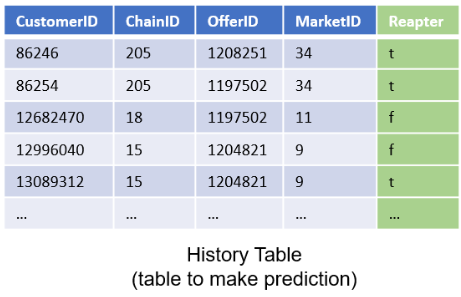 CustomerID ChainID OfferID MarketID Reapter
86246 205 1208251 34 t
86254 205 1197502 34 t
12682470 18 1197502 11 f
12996040 15 1204821 9 f
13089312 15 1204821 9 t
... ... ... ... ...
History Table
(table to make prediction)